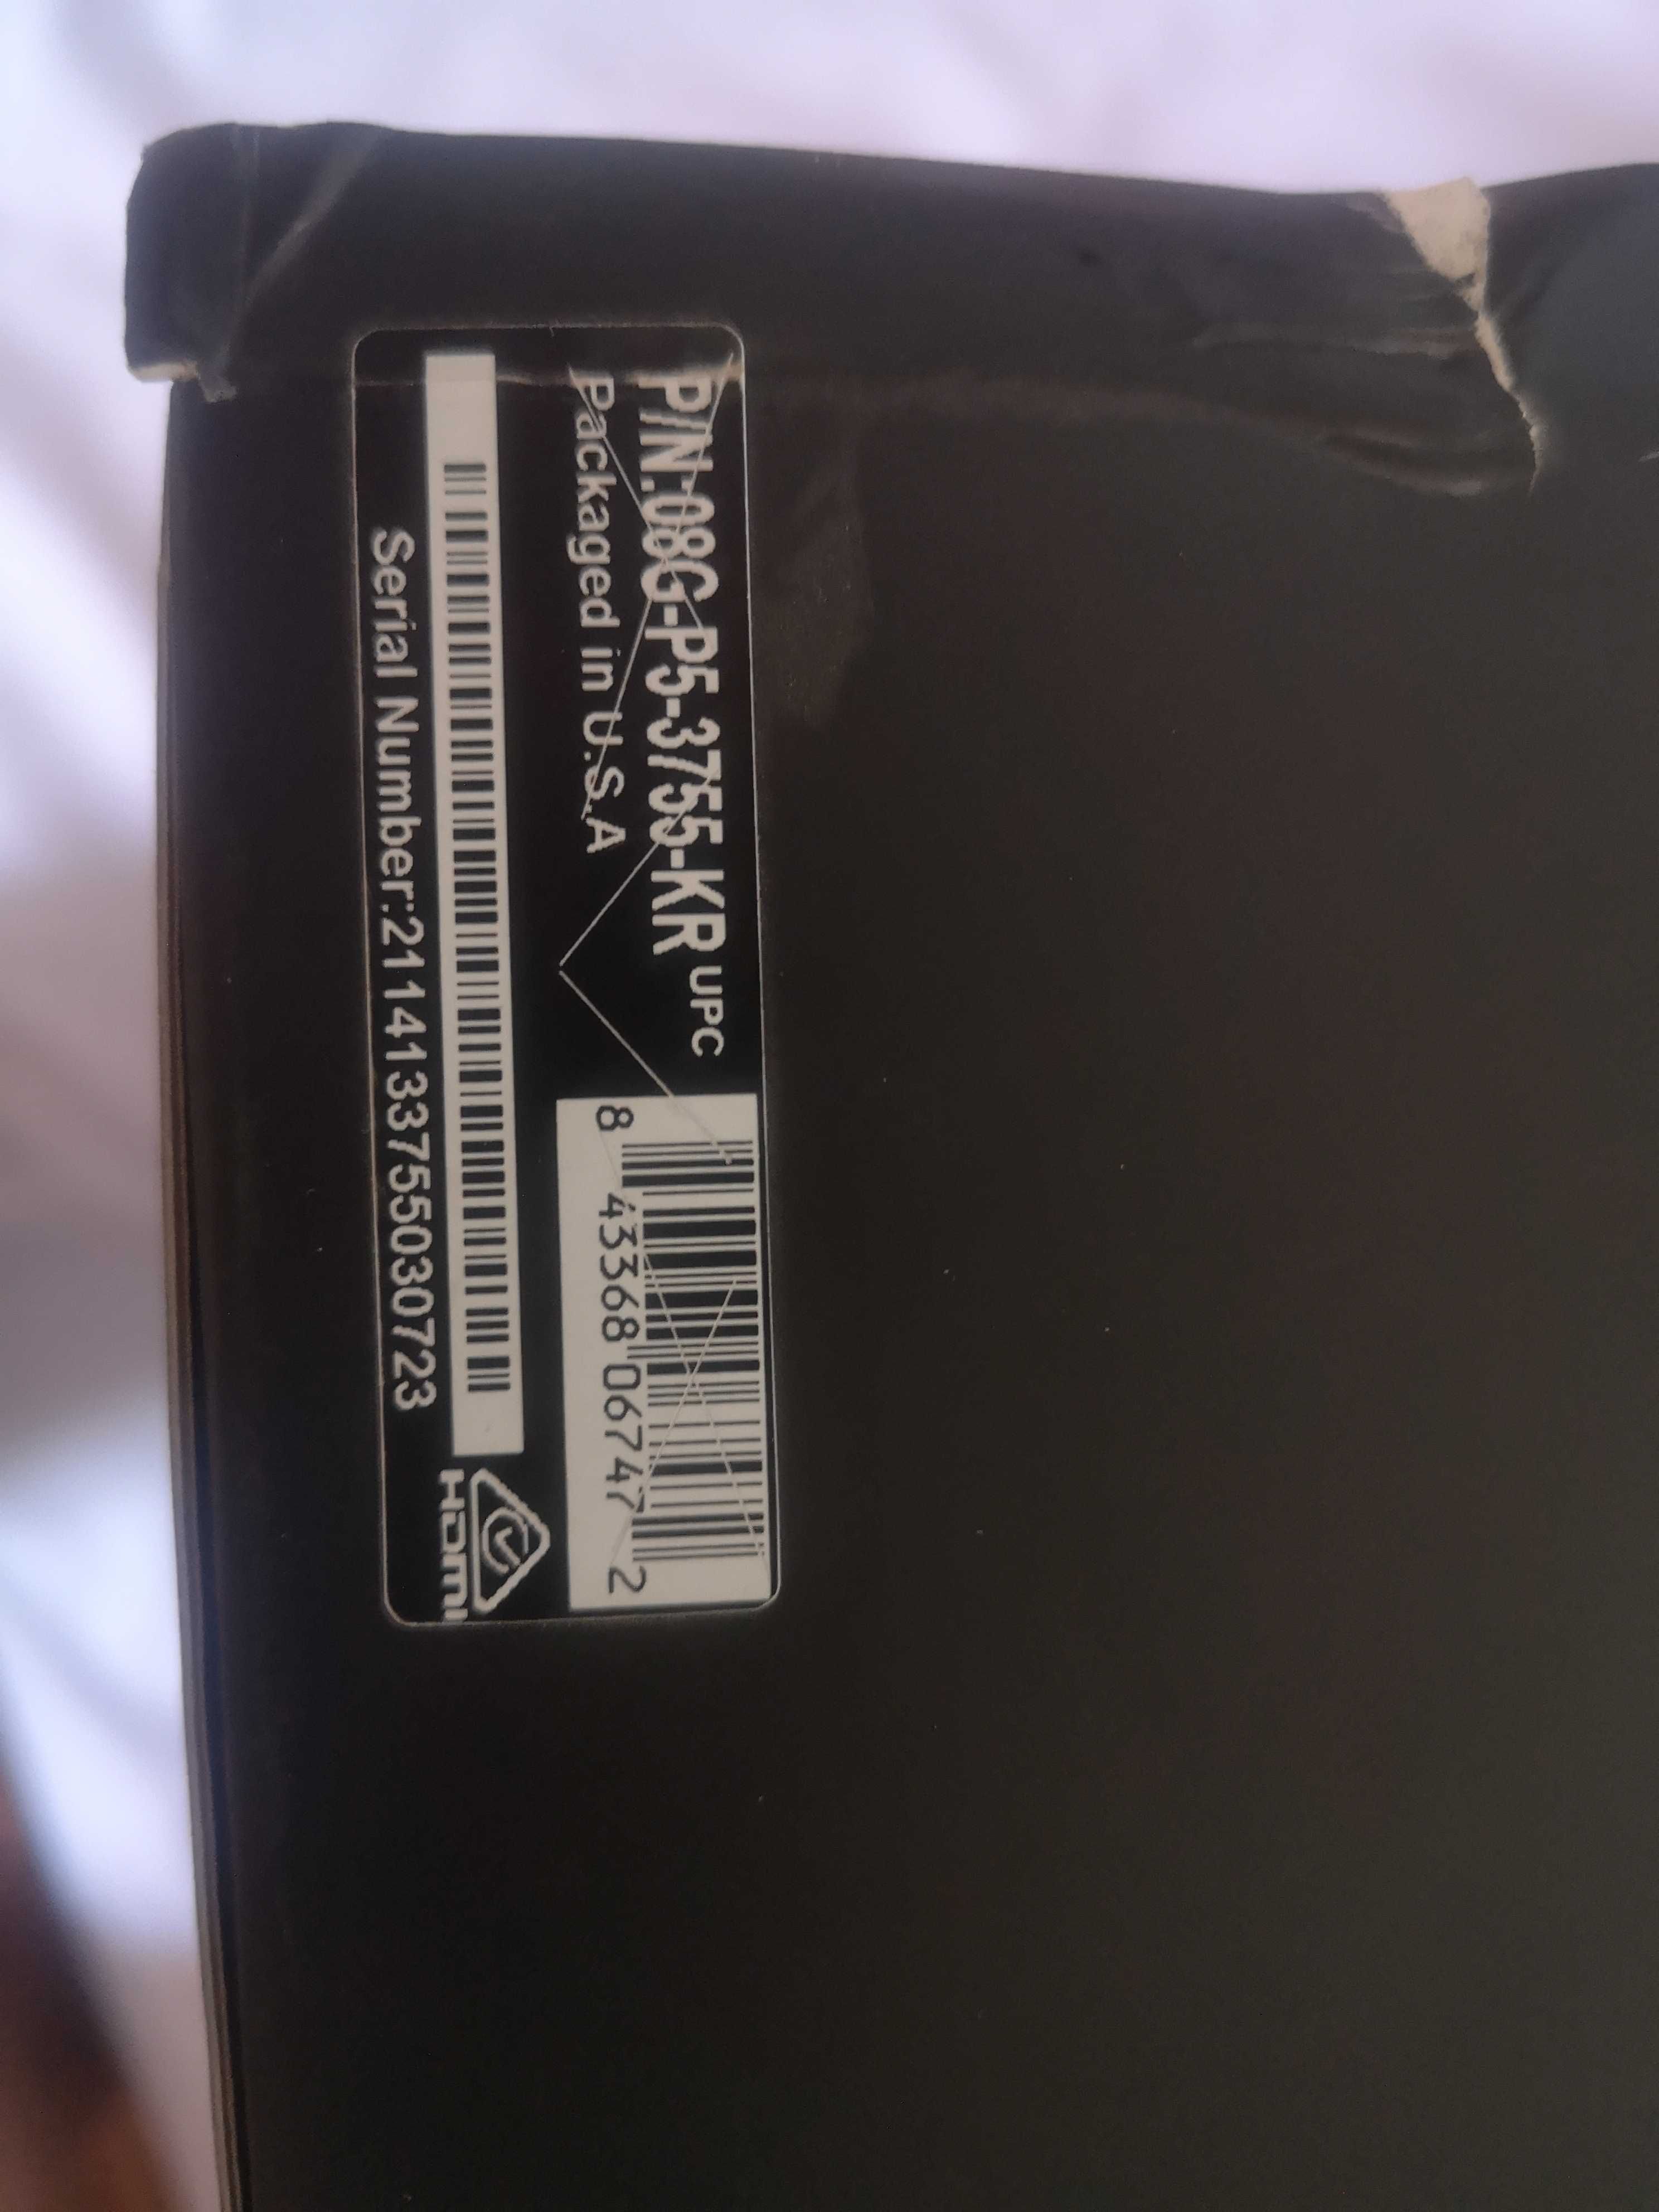 P/N:08G-P5-3755-KR
UPC
Packaged in U.S.A
8 43368 06747 2
Serial Number:2114133755030723
HDMI